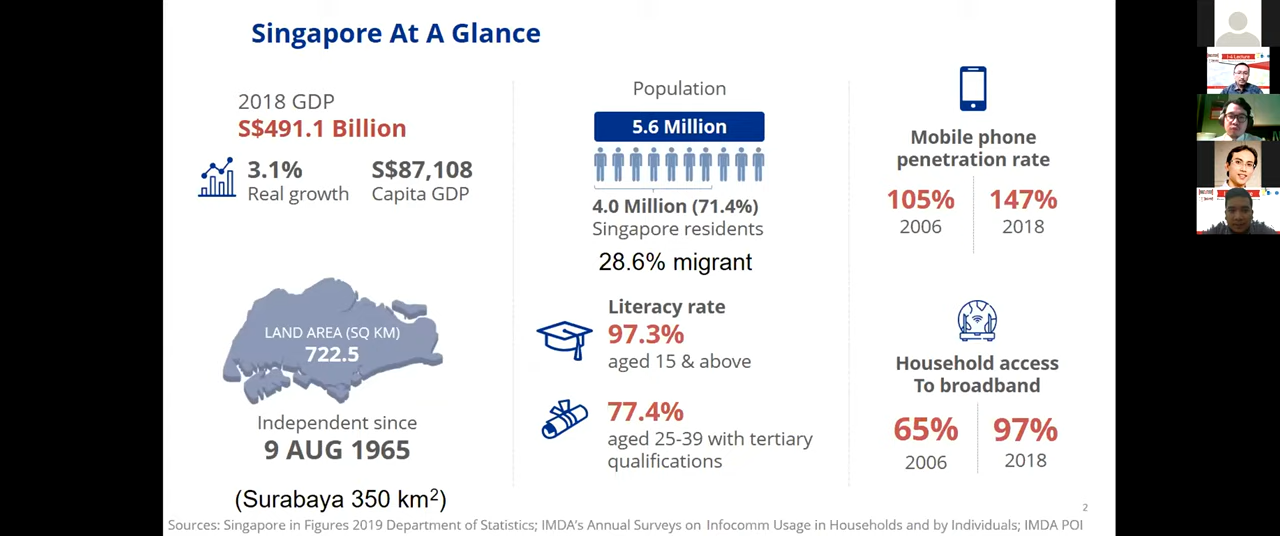 Singapore At A Glance
2018 GDP
S$491.1 Billion
3.1%
Real growth
S$87,108
Capita GDP
LAND AREA (SQ KM)
722.5
Independent since
9 AUG 1965
(Surabaya 350 km²)
Population
5.6 Million
4.0 Million (71.4%)
Singapore residents
28.6% migrant
Literacy rate
97.3%
aged 15 & above
77.4%
aged 25-39 with tertiary
qualifications
Mobile phone
penetration rate
105%
2006
147%
2018
Household access
To broadband
65%
2006
97%
2018
2
Sources: Singapore in Figures 2019 Department of Statistics; IMDA's Annual Surveys on Infocomm Usage in Households and by Individuals; IMDA POI